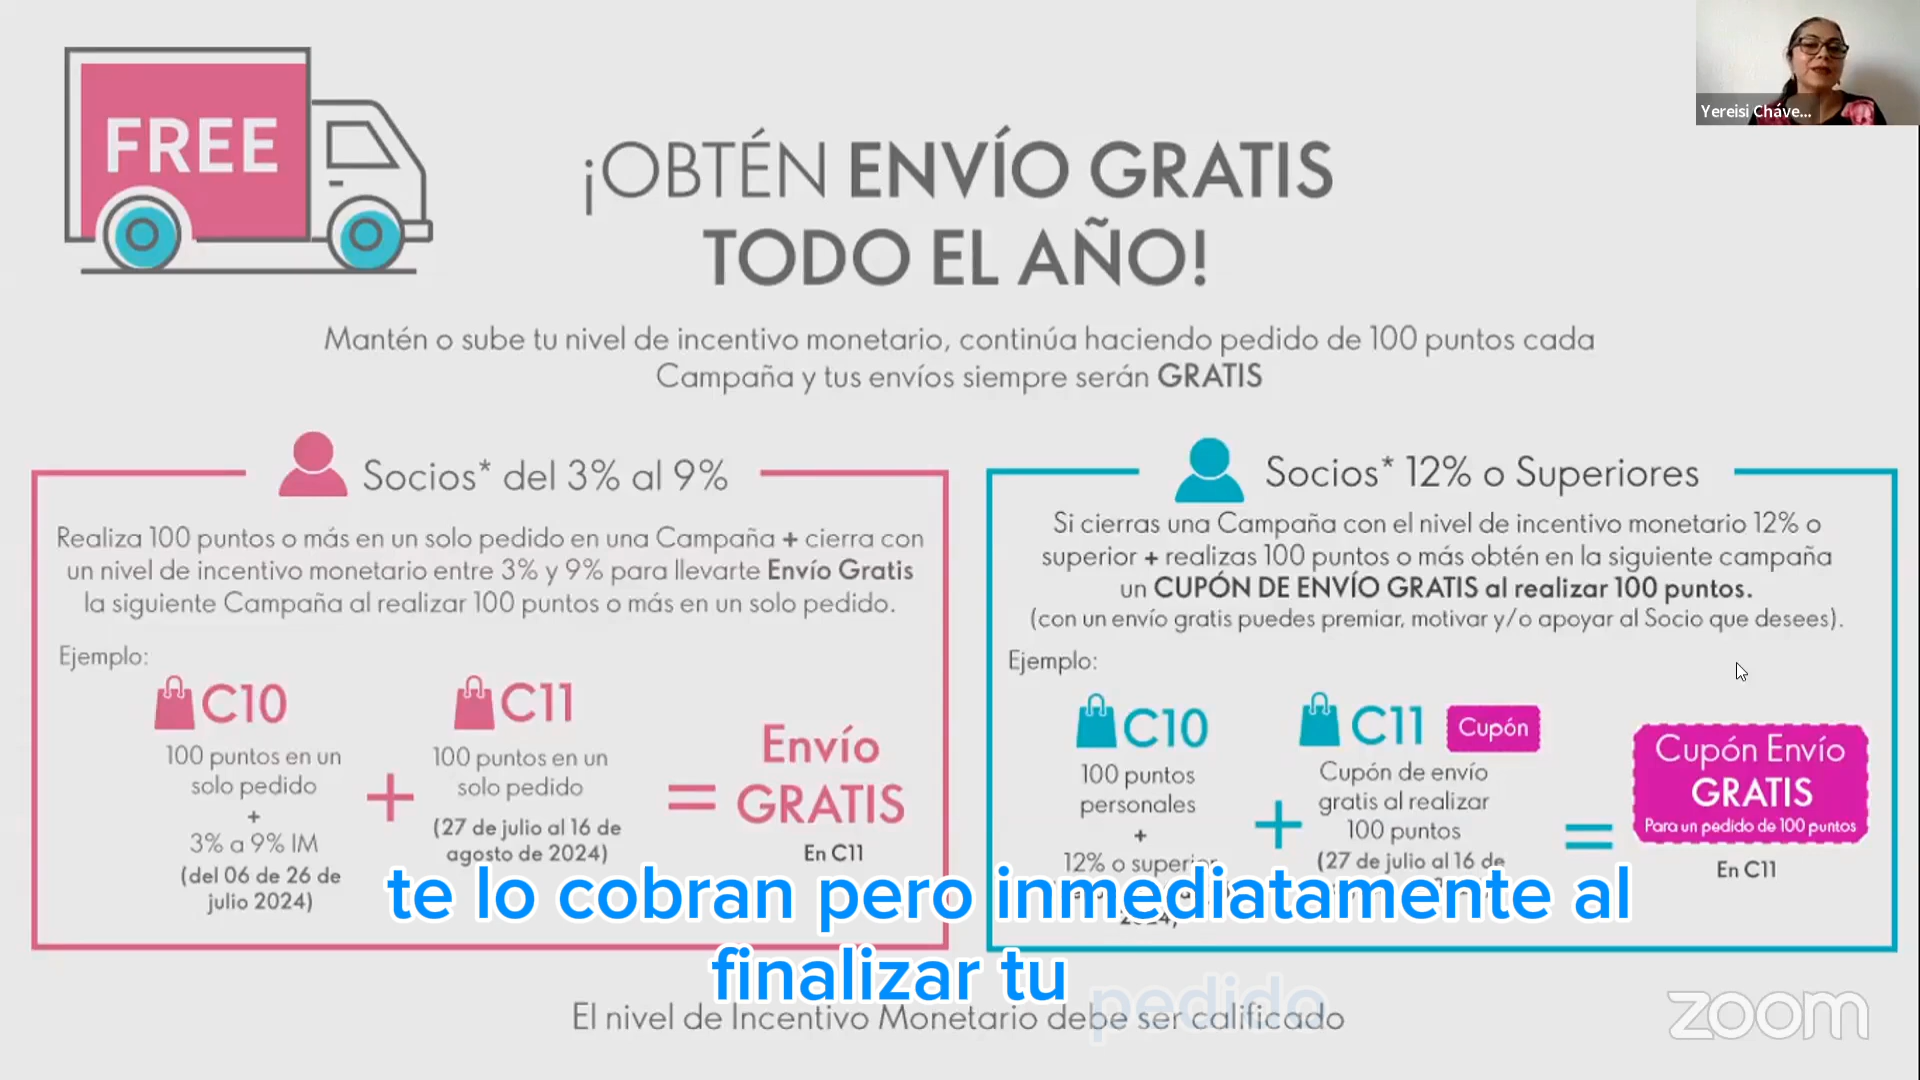 FREE
Yereisi Cháve...
¡OBTÉN ENVÍO GRATIS
TODO EL AÑO!
Mantén o sube tu nivel de incentivo monetario, continúa haciendo pedido de 100 puntos cada
Campaña y tus envíos siempre serán GRATIS
Socios* del 3% al 9%
Realiza 100 puntos o más en un solo pedido en una Campaña + cierra con
un nivel de incentivo monetario entre 3% y 9% para llevarte Envío Gratis
la siguiente Campaña al realizar 100 puntos o más en un solo pedido.
Ejemplo:
C10
100 puntos en un
solo pedido
+
3% a 9% IM
(del 06 de 26 de
julio 2024)
+
C11
100 puntos en un
solo pedido
(27 de julio al 16 de
agosto de 2024)
=
Envío
GRATIS
En C11
Socios* 12% o Superiores
Si cierras una Campaña con el nivel de incentivo monetario 12% o
superior + realizas 100 puntos o más obtén en la siguiente campaña
un CUPÓN DE ENVÍO GRATIS al realizar 100 puntos.
(con un envío gratis puedes premiar, motivar y/o apoyar al Socio que desees).
Ejemplo:
C10
100 puntos
personales
+
12% o superior
2024)
+
C11 Cupón
Cupón de envío
gratis al realizar
100 puntos
(27 de julio al 16 de
=
Cupón Envío
GRATIS
Para un pedido de 100 puntos
En C11
te lo cobran pero inmediatamente al
finalizar tu pedido
El nivel de Incentivo Monetario debe ser calificado
zoom